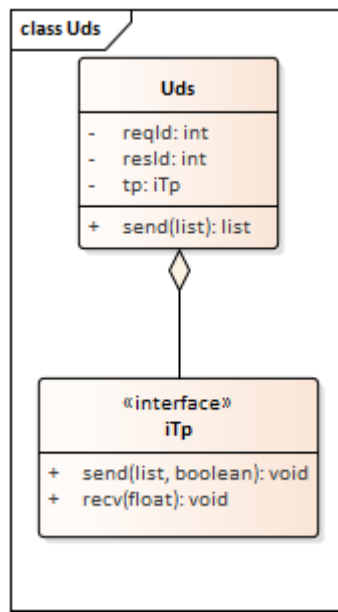 class Uds
Uds
- reqId: int
- resId: int
- tp: iTp
+ send(list): list
«interface»
iTp
+ send(list, boolean): void
+ recv(float): void